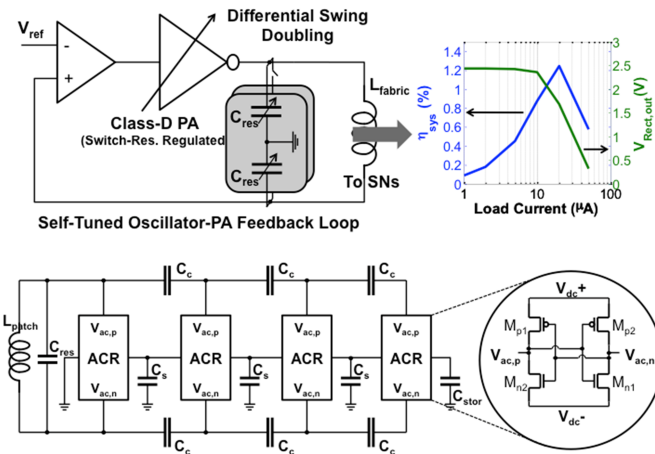 Differential Swing
Doubling
Vref
-
+
Class-D PA
(Switch-Res. Regulated)
Cres
Cres
Lfabric
To SNs
Self-Tuned Oscillator-PA Feedback Loop
ηsys (%)
1.4
1.2
1
0.8
0.6
0.4
0.2
0
1
10
100
Load Current (µA)
3
2.5
2
1.5
1
0.5
0
VRect,out (V)
Cc
Cc
Cc
Lpatch
Cres
Vac,p
ACR
Vac,n
Cs
Vac,p
ACR
Vac,n
Cs
Vac,p
ACR
Vac,n
Cs
Vac,p
ACR
Vac,n
Cstor
Cc
Cc
Cc
Vdc+
Mp1
Mp2
Vac,p
Vac,n
Mn2
Mn1
Vdc-